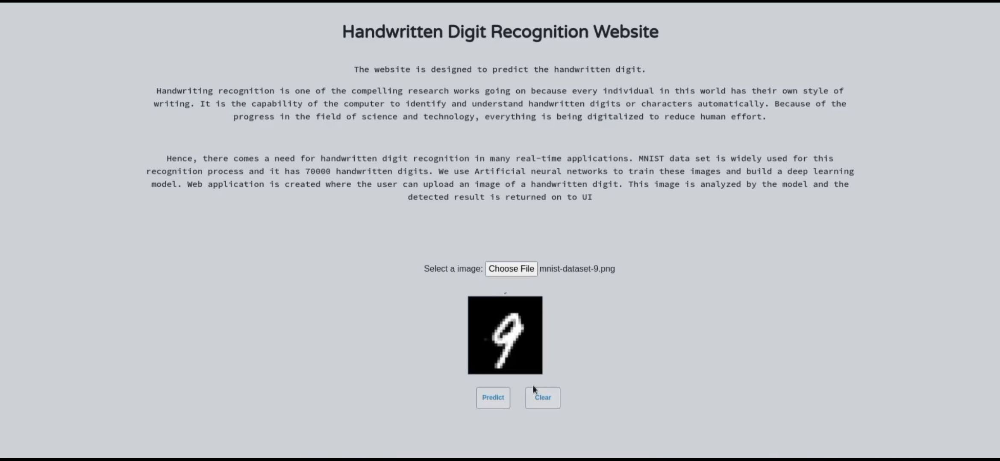 Handwritten Digit Recognition Website
The website is designed to predict the handwritten digit.
Handwriting recognition is one of the compelling research works going on because every individual in this world has their own style of
writing. It is the capability of the computer to identify and understand handwritten digits or characters automatically. Because of the
progress in the field of science and technology, everything is being digitalized to reduce human effort.
Hence, there comes a need for handwritten digit recognition in many real-time applications. MNIST data set is widely used for this
recognition process and it has 70000 handwritten digits. We use Artificial neural networks to train these images and build a deep learning
model. Web application is created where the user can upload an image of a handwritten digit. This image is analyzed by the model and the
detected result is returned on to UI
Select a image: Choose File mnist-dataset-9.png
9
Predict Clear